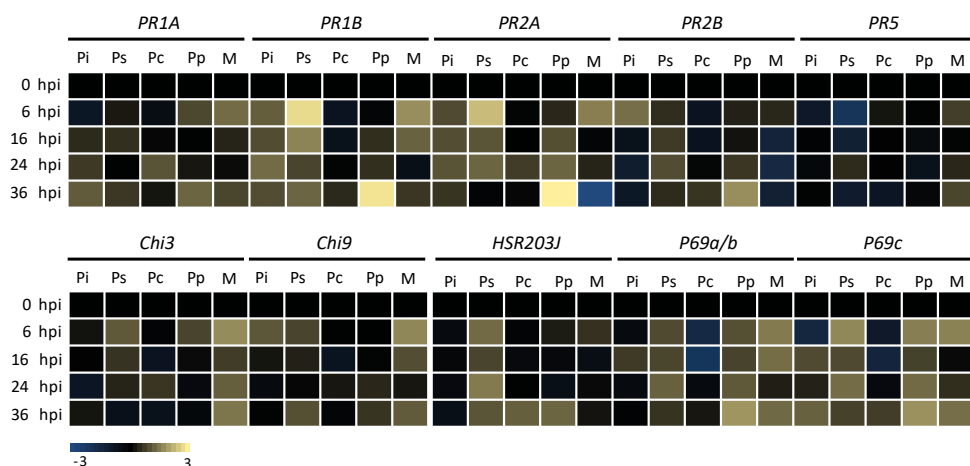 PR1A PR1B PR2A PR2B PR5
Pi Ps Pc Pp M Pi Ps Pc Pp M Pi Ps Pc Pp M Pi Ps Pc Pp M Pi Ps Pc Pp M
0 hpi
6 hpi
16 hpi
24 hpi
36 hpi
Chi3 Chi9 HSR203J P69a/b P69c
Pi Ps Pc Pp M Pi Ps Pc Pp M Pi Ps Pc Pp M Pi Ps Pc Pp M Pi Ps Pc Pp M
0 hpi
6 hpi
16 hpi
24 hpi
36 hpi
-3 3